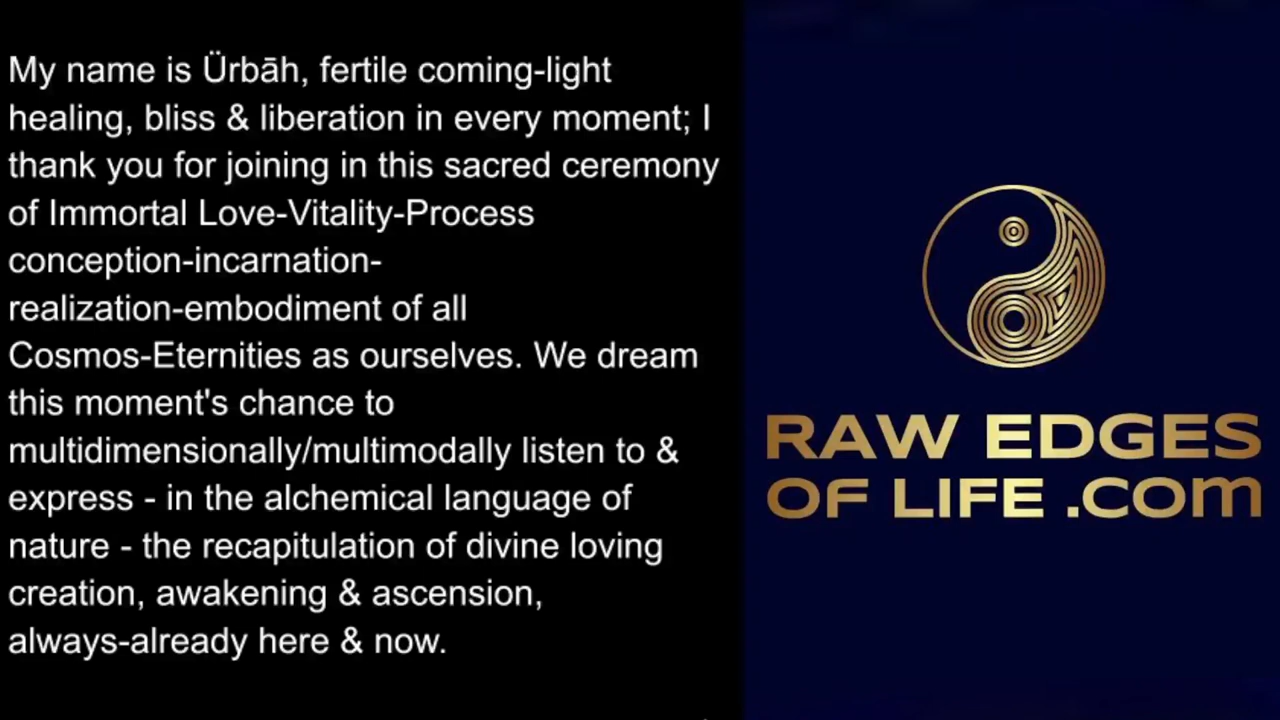 My name is Ürbāh, fertile coming-light
healing, bliss & liberation in every moment; I
thank you for joining in this sacred ceremony
of Immortal Love-Vitality-Process
conception-incarnation-
realization-embodiment of all
Cosmos-Eternities as ourselves. We dream
this moment's chance to
multidimensionally/multimodally listen to &
express - in the alchemical language of
nature - the recapitulation of divine loving
creation, awakening & ascension,
always-already here & now.
RAW EDGES
OF LIFE .COm